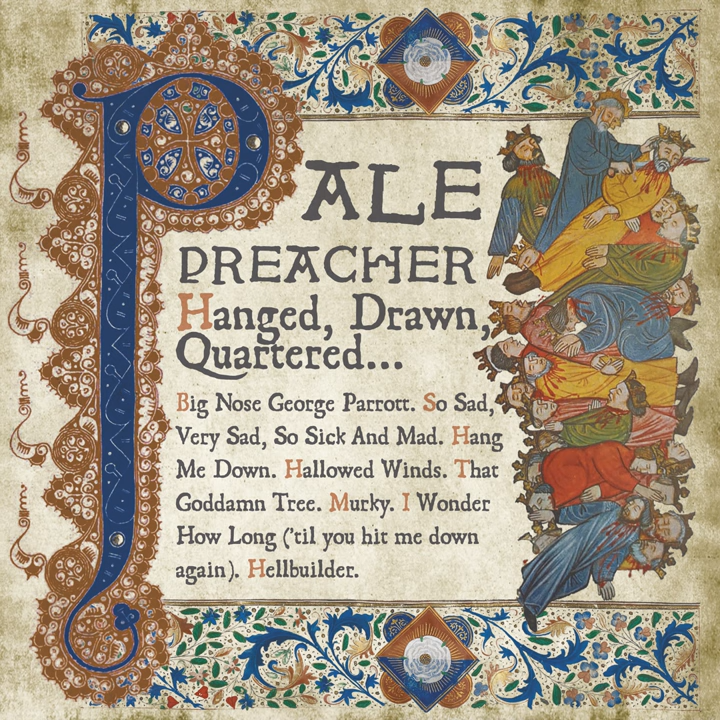 PALE
PREACHER
Hanged, Drawn,
Quartered...
Big Nose George Parrott. So Sad,
Very Sad, So Sick And Mad. Hang
Me Down. Hallowed Winds. That
Goddamn Tree. Murky. I Wonder
How Long ('til you hit me down
again). Hellbuilder.